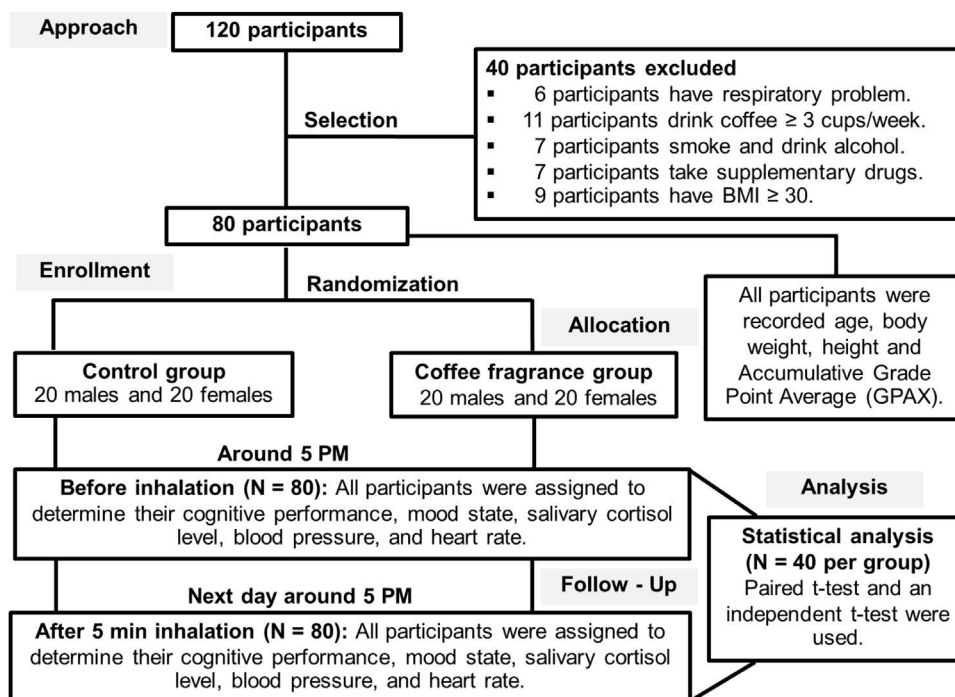 Approach
120 participants
40 participants excluded
▪ 6 participants have respiratory problem.
▪ 11 participants drink coffee ≥ 3 cups/week.
▪ 7 participants smoke and drink alcohol.
▪ 7 participants take supplementary drugs.
▪ 9 participants have BMI ≥ 30.
Selection
80 participants
Enrollment
Randomization
All participants were
recorded age, body
weight, height and
Accumulative Grade
Point Average (GPAX).
Allocation
Control group
20 males and 20 females
Coffee fragrance group
20 males and 20 females
Around 5 PM
Before inhalation (N = 80): All participants were assigned to
determine their cognitive performance, mood state, salivary cortisol
level, blood pressure, and heart rate.
Analysis
Statistical analysis
(N = 40 per group)
Paired t-test and an
independent t-test were
used.
Follow - Up
Next day around 5 PM
After 5 min inhalation (N = 80): All participants were assigned to
determine their cognitive performance, mood state, salivary cortisol
level, blood pressure, and heart rate.